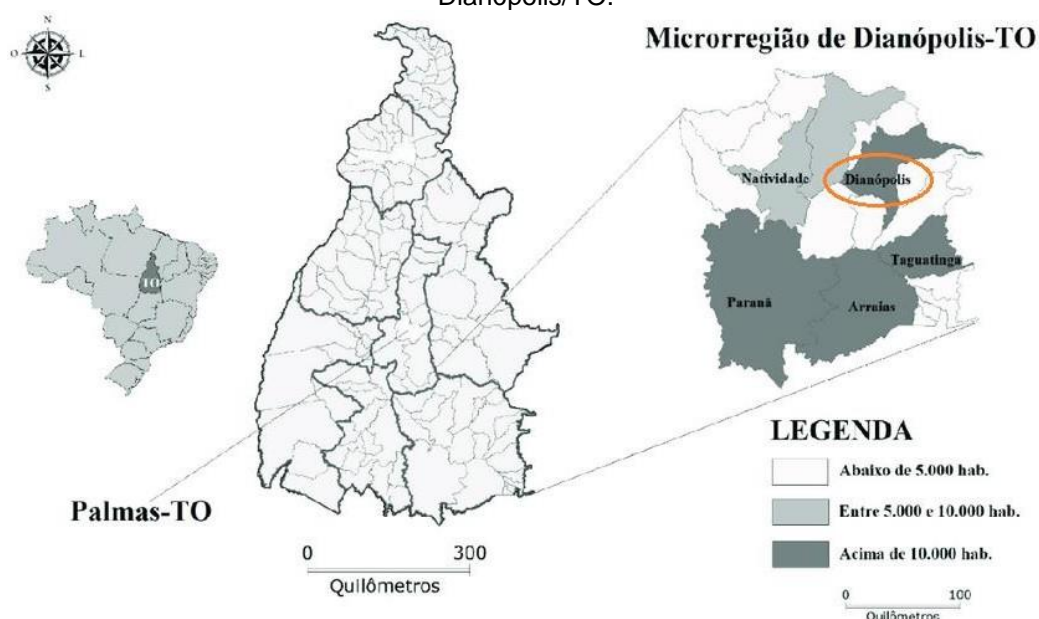 Dianópolis/TO.
N
O
L
S
Microrregião de Dianópolis-TO
TO
Natividade
Dianópolis
Taguatinga
Paranã
Arraias
Palmas-TO
0 300
Quilômetros
LEGENDA
Abaixo de 5.000 hab.
Entre 5.000 e 10.000 hab.
Acima de 10.000 hab.
0 100
Quilômetros